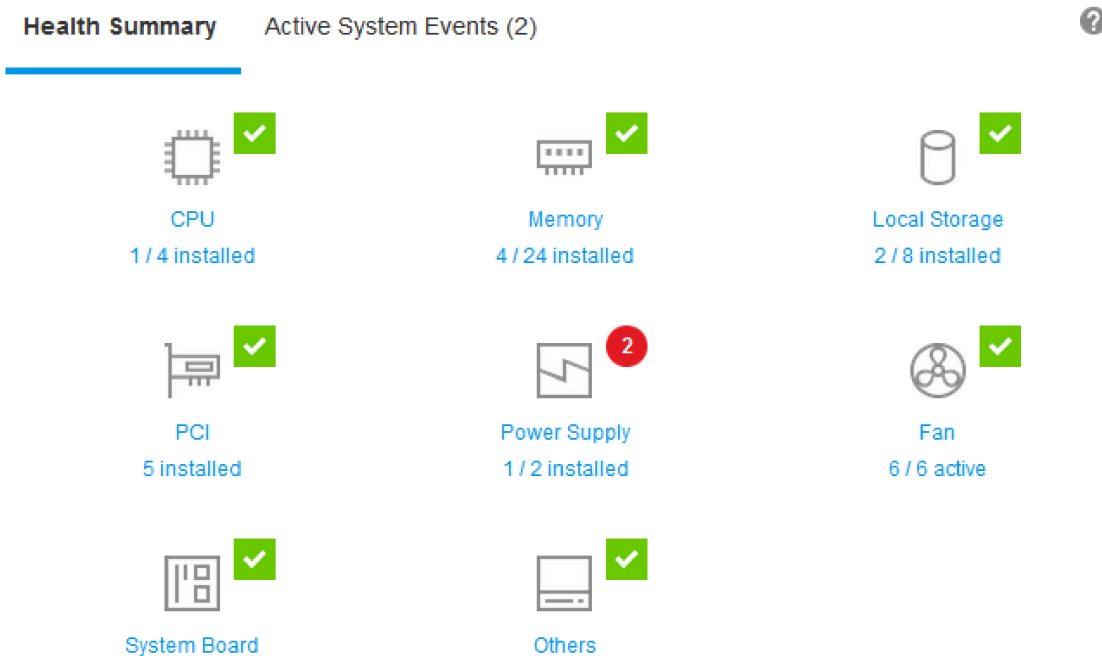 Health Summary Active System Events (2)
CPU Memory Local Storage
1 / 4 installed 4 / 24 installed 2 / 8 installed
2
PCI Power Supply Fan
5 installed 1 / 2 installed 6 / 6 active
System Board Others